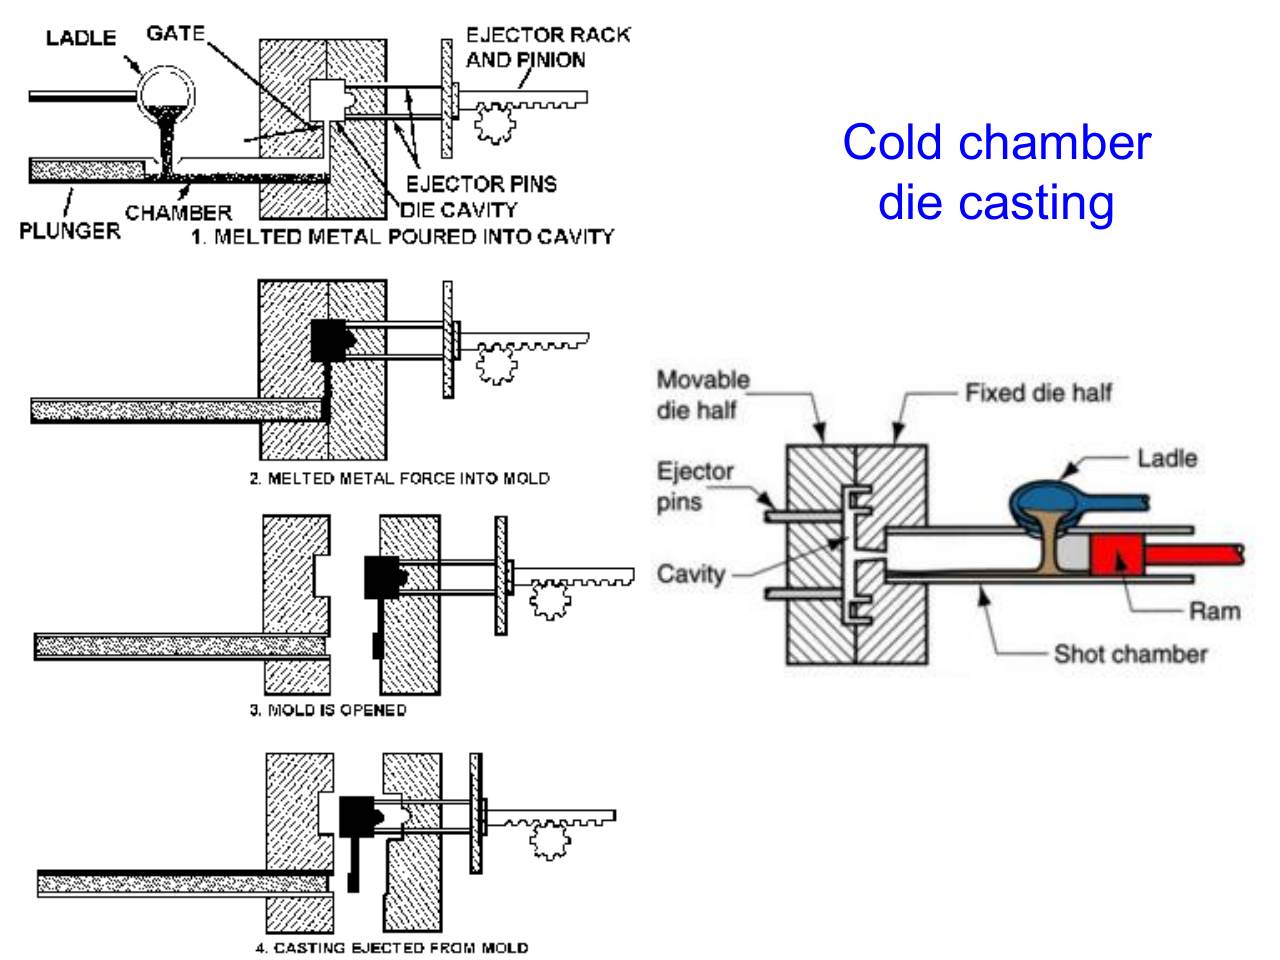 LADLE
GATE
EJECTOR RACK
AND PINION
EJECTOR PINS
DIE CAVITY
CHAMBER
PLUNGER
1. MELTED METAL POURED INTO CAVITY
2. MELTED METAL FORCE INTO MOLD
3. MOLD IS OPENED
4. CASTING EJECTED FROM MOLD
Cold chamber
die casting
Movable
die half
Fixed die half
Ladle
Ejector
pins
Cavity
Ram
Shot chamber